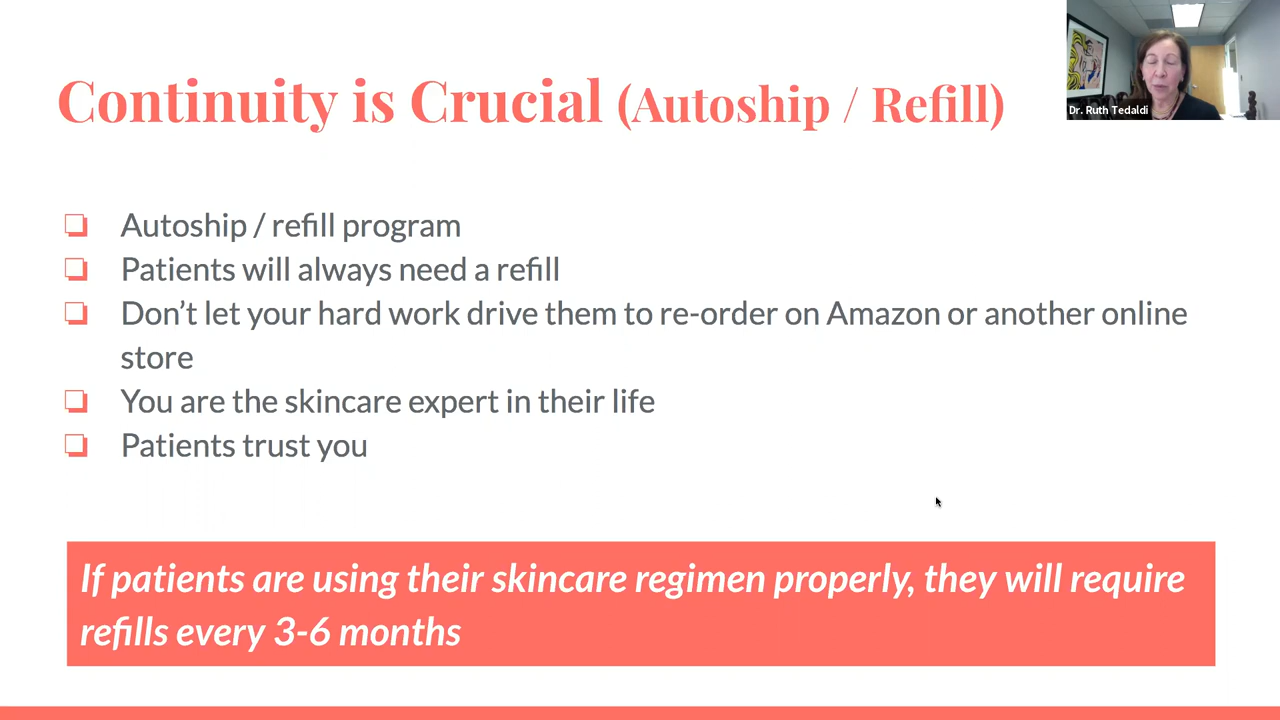 Continuity is Crucial (Autoship / Refill)
Dr. Ruth Tedaldi
Autoship / refill program
Patients will always need a refill
Don’t let your hard work drive them to re-order on Amazon or another online
store
You are the skincare expert in their life
Patients trust you
If patients are using their skincare regimen properly, they will require
refills every 3-6 months